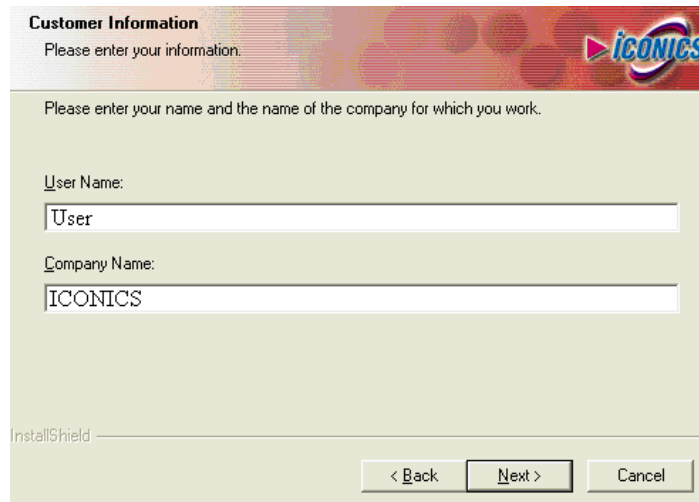 Customer Information
Please enter your information.
ICONICS
Please enter your name and the name of the company for which you work.
User Name:
User
Company Name:
ICONICS
InstallShield
< Back
Next >
Cancel